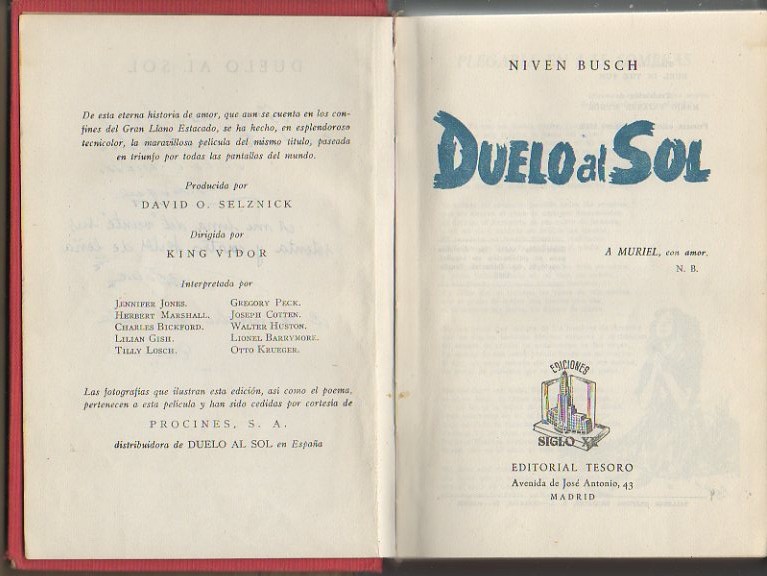 De esta eterna historia de amor, que aun se cuenta en los con-
fines del Gran Llano Estacado, se ha hecho, en esplendoroso
tecnicolor, la maravillosa película del mismo título, paseada
en triunfo por todas las pantallas del mundo.
Producida por
DAVID O. SELZNICK
Dirigida por
KING VIDOR
Interpretada por
JENNIFER JONES. GREGORY PECK.
HERBERT MARSHALL. JOSEPH COTTEN.
CHARLES BICKFORD. WALTER HUSTON.
LILIAN GISH. LIONEL BARRYMORE.
TILLY LOSCH. OTTO KRUEGER.
Las fotografías que ilustran esta edición, así como el poema,
pertenecen a esta película y han sido cedidas por cortesía de
PROCINES, S. A.
distribuidora de DUELO AL SOL en España
NIVEN BUSCH
DUELO al SOL
A MURIEL, con amor.
N. B.
EDICIONES
SIGLO XX
EDITORIAL TESORO
Avenida de José Antonio, 43
MADRID